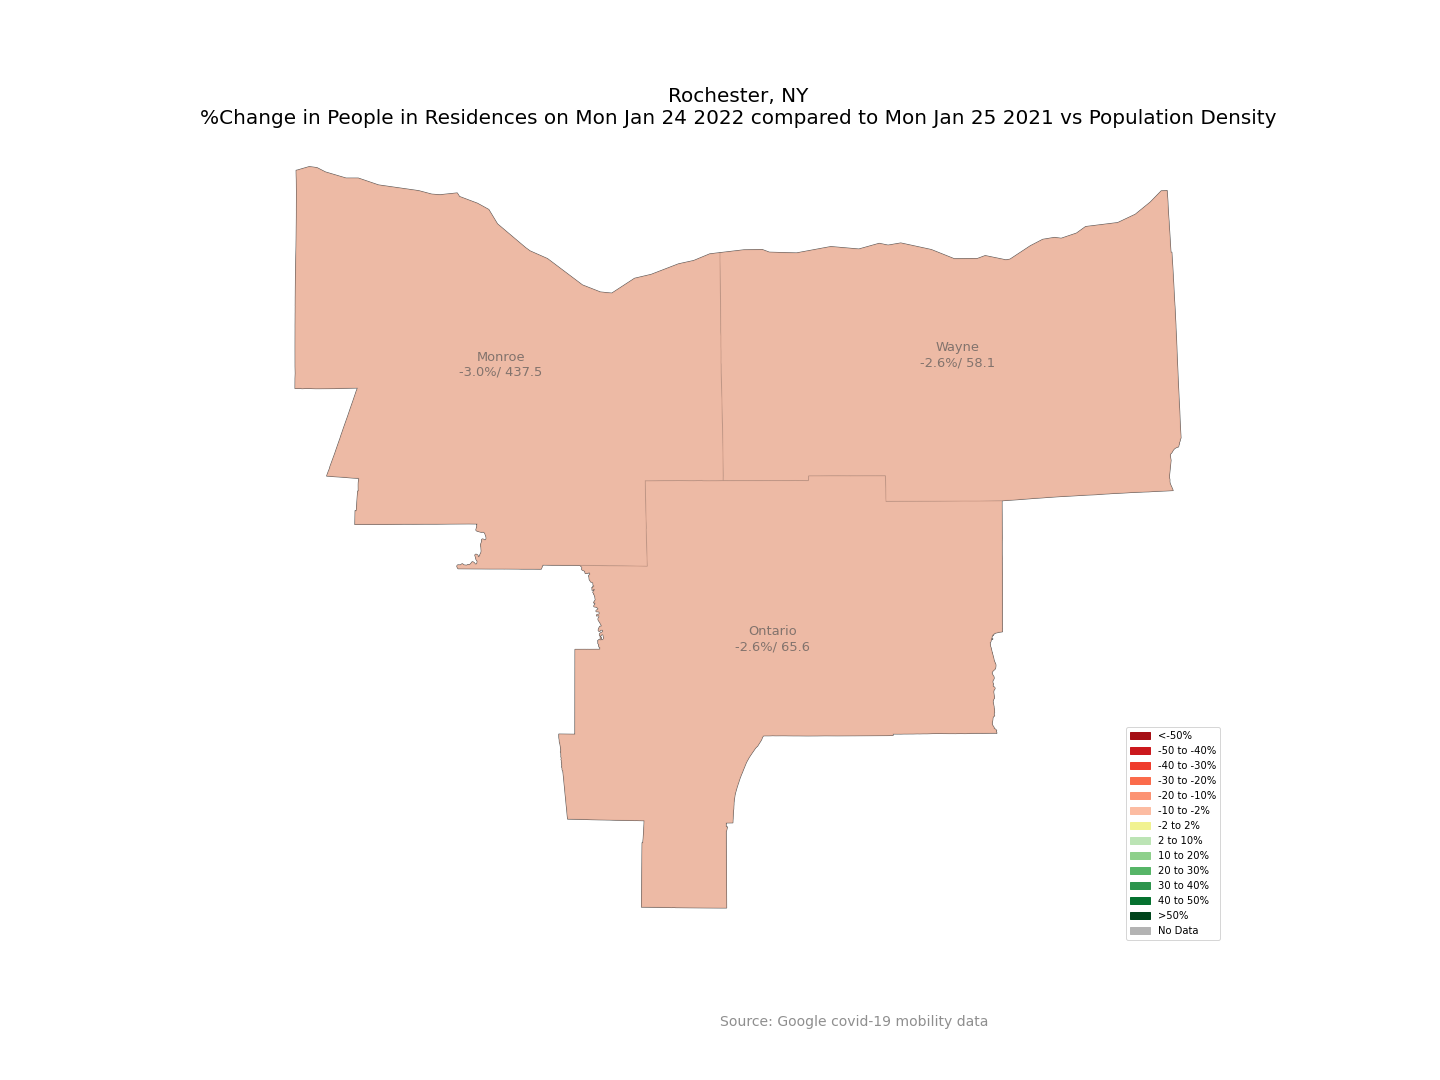 Rochester, NY
%Change in People in Residences on Mon Jan 24 2022 compared to Mon Jan 25 2021 vs Population Density
Monroe
-3.0%/ 437.5
Wayne
-2.6%/ 58.1
Ontario
-2.6%/ 65.6
<-50%
-50 to -40%
-40 to -30%
-30 to -20%
-20 to -10%
-10 to -2%
-2 to 2%
2 to 10%
10 to 20%
20 to 30%
30 to 40%
40 to 50%
>50%
No Data
Source: Google covid-19 mobility data